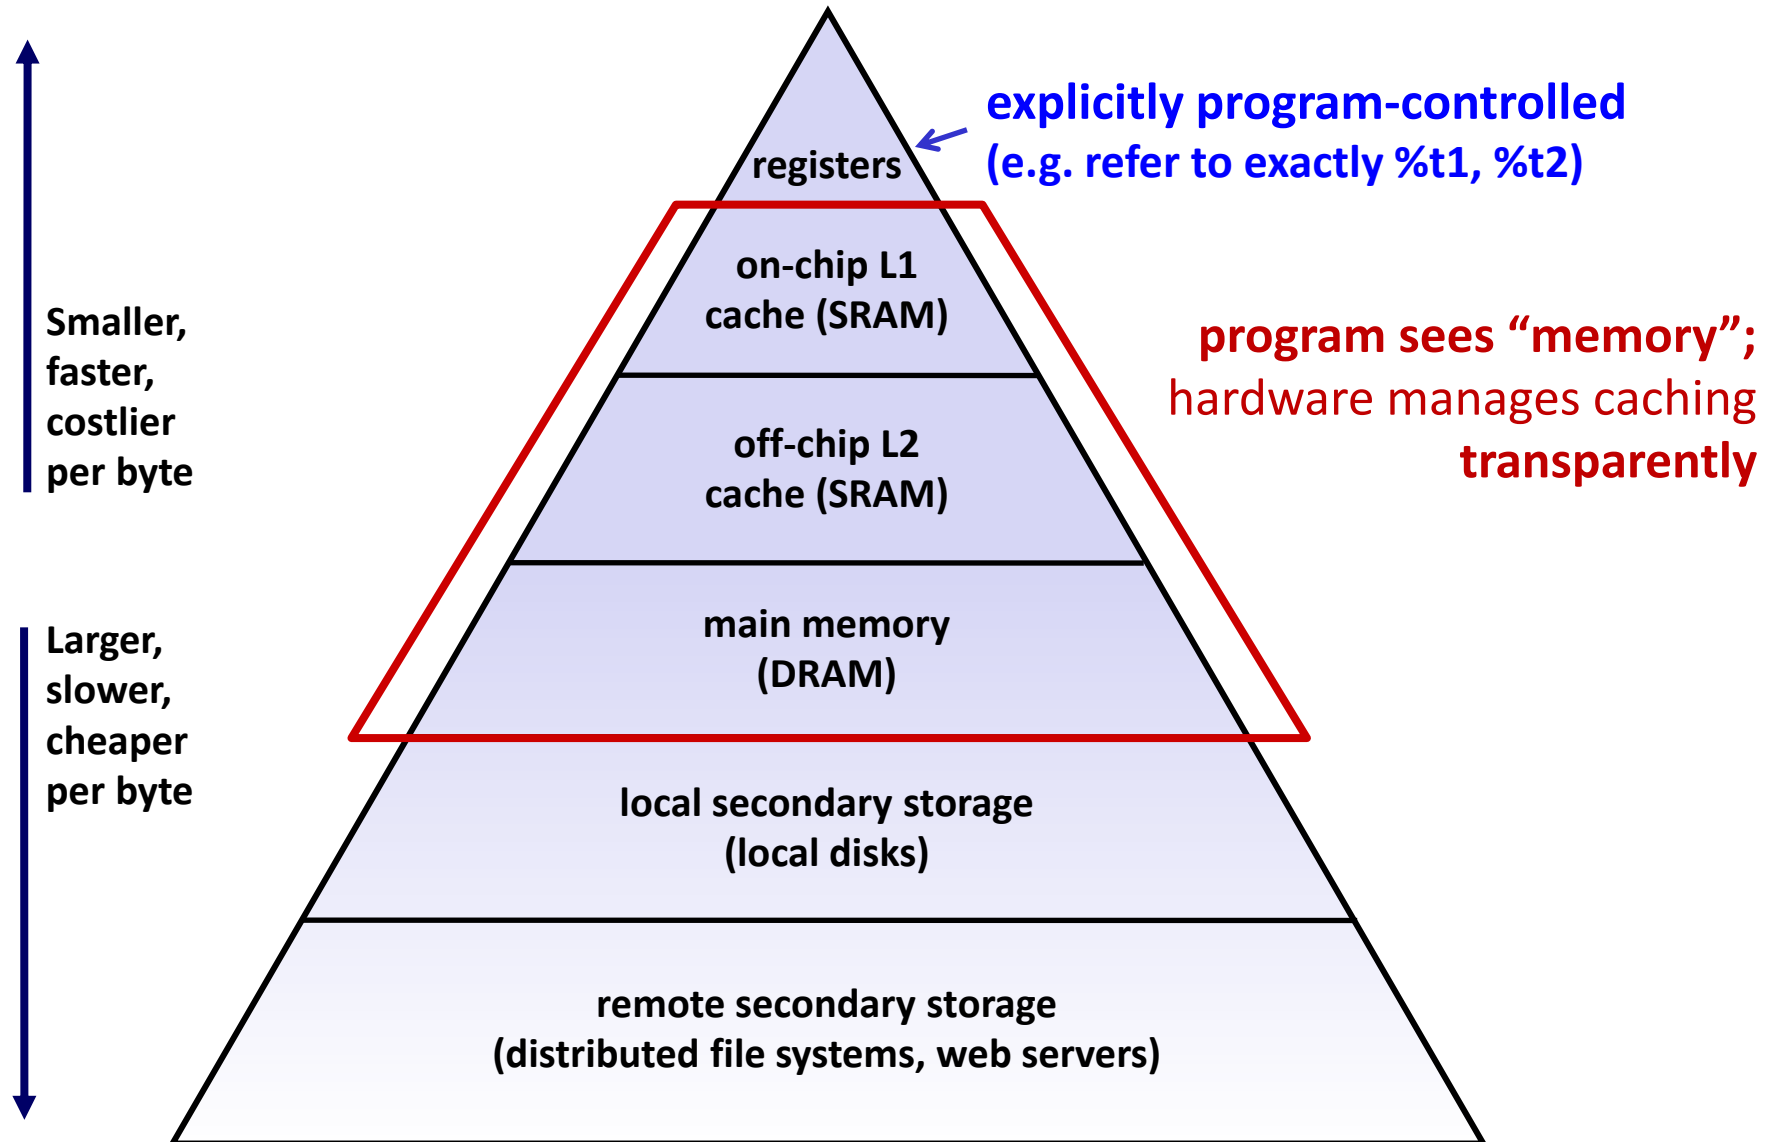 explicitly program-controlled
(e.g. refer to exactly %t1, %t2)
registers
on-chip L1
cache (SRAM)
Smaller,
faster,
costlier
per byte
program sees “memory”;
hardware manages caching
transparently
off-chip L2
cache (SRAM)
main memory
(DRAM)
Larger,
slower,
cheaper
per byte
local secondary storage
(local disks)
remote secondary storage
(distributed file systems, web servers)